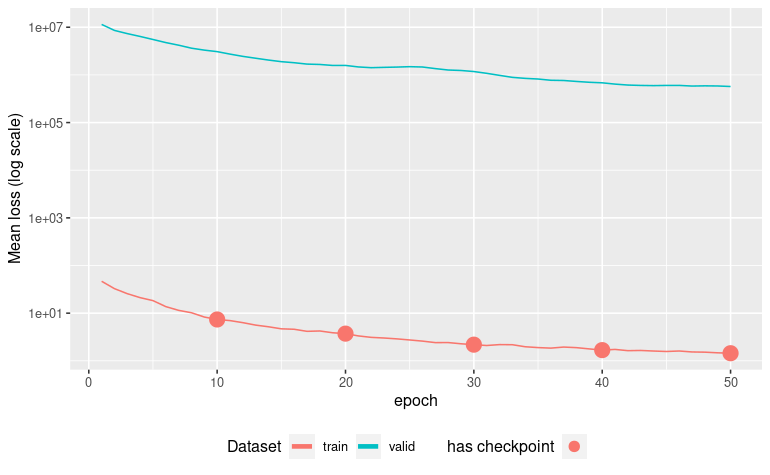 Mean loss (log scale)
1e+07
1e+05
1e+03
1e+01
0 10 20 30 40 50
epoch
Dataset train valid has checkpoint